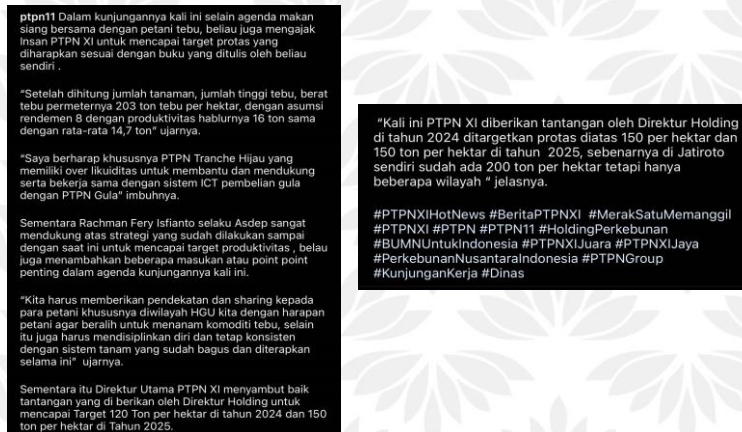 ptpn11 Dalam kunjungannya kali ini selain agenda makan
siang bersama dengan petani tebu, beliau juga mengajak
Insan PTPN XI untuk mencapai target protas yang
diharapkan sesuai dengan buku yang ditulis oleh beliau
sendiri .
“Setelah dihitung jumlah tanaman, jumlah tinggi tebu, berat
tebu permeternya 203 ton tebu per hektar, dengan asumsi
rendemen 8 dengan produktivitas hablurnya 16 ton sama
dengan rata-rata 14,7 ton” ujarnya.
“Saya berharap khususnya PTPN Tranche Hijau yang
memiliki over likuiditas untuk membantu dan mendukung
serta bekerja sama dengan sistem ICT pembelian gula
dengan PTPN Gula” imbuhnya.
Sementara Rachman Fery Isfianto selaku Asdep sangat
mendukung atas strategi yang sudah dilakukan sampai
dengan saat ini untuk mencapai target produktivitas , belau
juga menambahkan beberapa masukan atau point point
penting dalam agenda kunjungannya kali ini.
“Kita harus memberikan pendekatan dan sharing kepada
para petani khususnya diwilayah HGU kita dengan harapan
petani agar beralih untuk menanam komoditi tebu, selain
itu juga harus mendisiplinkan diri dan tetap konsisten
dengan sistem tanam yang sudah bagus dan diterapkan
selama ini” ujarnya.
Sementara itu Direktur Utama PTPN XI menyambut baik
tantangan yang di berikan oleh Direktur Holding untuk
mencapai Target 120 Ton per hektar di tahun 2024 dan 150
ton per hektar di Tahun 2025.
“Kali ini PTPN XI diberikan tantangan oleh Direktur Holding
di tahun 2024 ditargetkan protas diatas 150 per hektar dan
150 ton per hektar di tahun 2025, sebenarnya di Jatiroto
sendiri sudah ada 200 ton per hektar tetapi hanya
beberapa wilayah “ jelasnya.
#PTPNXIHotNews #BeritaPTPNXI #MerakSatuMemanggil
#PTPNXI #PTPN #PTPN11 #HoldingPerkebunan
#BUMNUntukIndonesia #PTPNXIJuara #PTPNXIJaya
#PerkebunanNusantaraIndonesia #PTPNGroup
#KunjunganKerja #Dinas